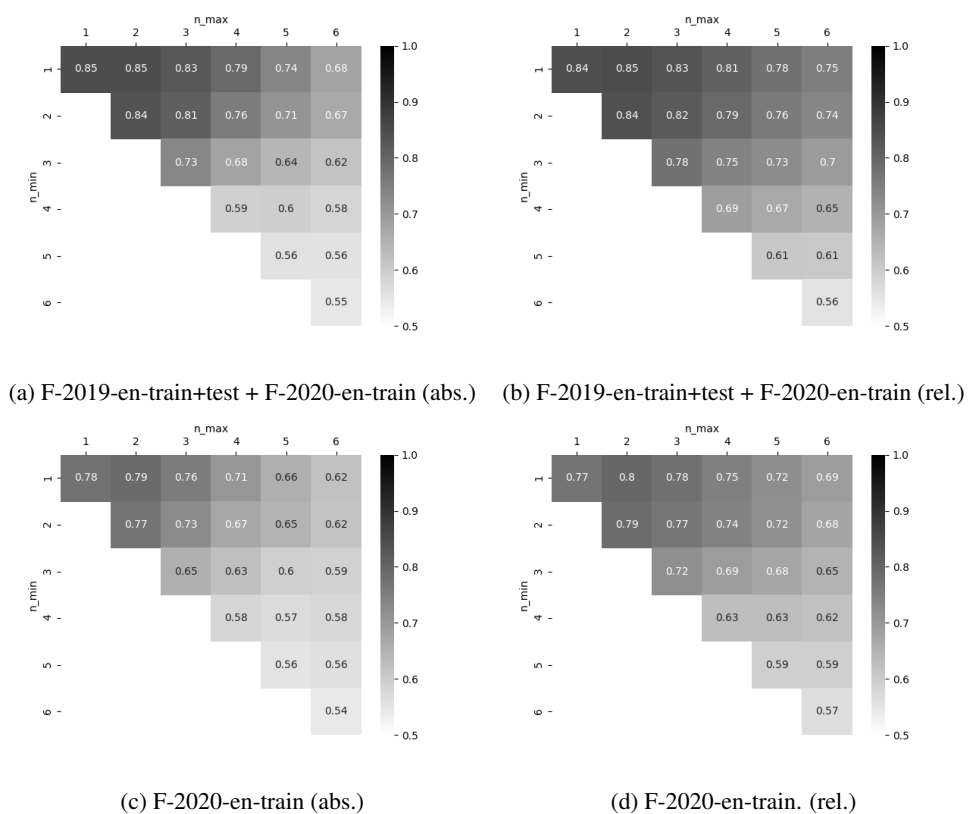 n_max
1 2 3 4 5 6
1.0
1 0.85 0.85 0.83 0.79 0.74 0.68
0.9
2 0.84 0.81 0.76 0.71 0.67
0.8
3 0.73 0.68 0.64 0.62
n_min
0.7
4 0.59 0.6 0.58
5 0.56 0.56
0.6
6 0.55
0.5
(a) F-2019-en-train+test + F-2020-en-train (abs.)
n_max
1 2 3 4 5 6
1.0
1 0.84 0.85 0.83 0.81 0.78 0.75
0.9
2 0.84 0.82 0.79 0.76 0.74
0.8
3 0.78 0.75 0.73 0.7
n_min
0.7
4 0.69 0.67 0.65
5 0.61 0.61
0.6
6 0.56
0.5
(b) F-2019-en-train+test + F-2020-en-train (rel.)
n_max
1 2 3 4 5 6
1.0
1 0.78 0.79 0.76 0.71 0.66 0.62
0.9
2 0.77 0.73 0.67 0.65 0.62
0.8
3 0.65 0.63 0.6 0.59
n_min
0.7
4 0.58 0.57 0.58
5 0.56 0.56
0.6
6 0.54
0.5
(c) F-2020-en-train (abs.)
n_max
1 2 3 4 5 6
1.0
1 0.77 0.8 0.78 0.75 0.72 0.69
0.9
2 0.79 0.77 0.74 0.72 0.68
0.8
3 0.72 0.69 0.68 0.65
n_min
0.7
4 0.63 0.63 0.62
5 0.59 0.59
0.6
6 0.57
0.5
(d) F-2020-en-train. (rel.)